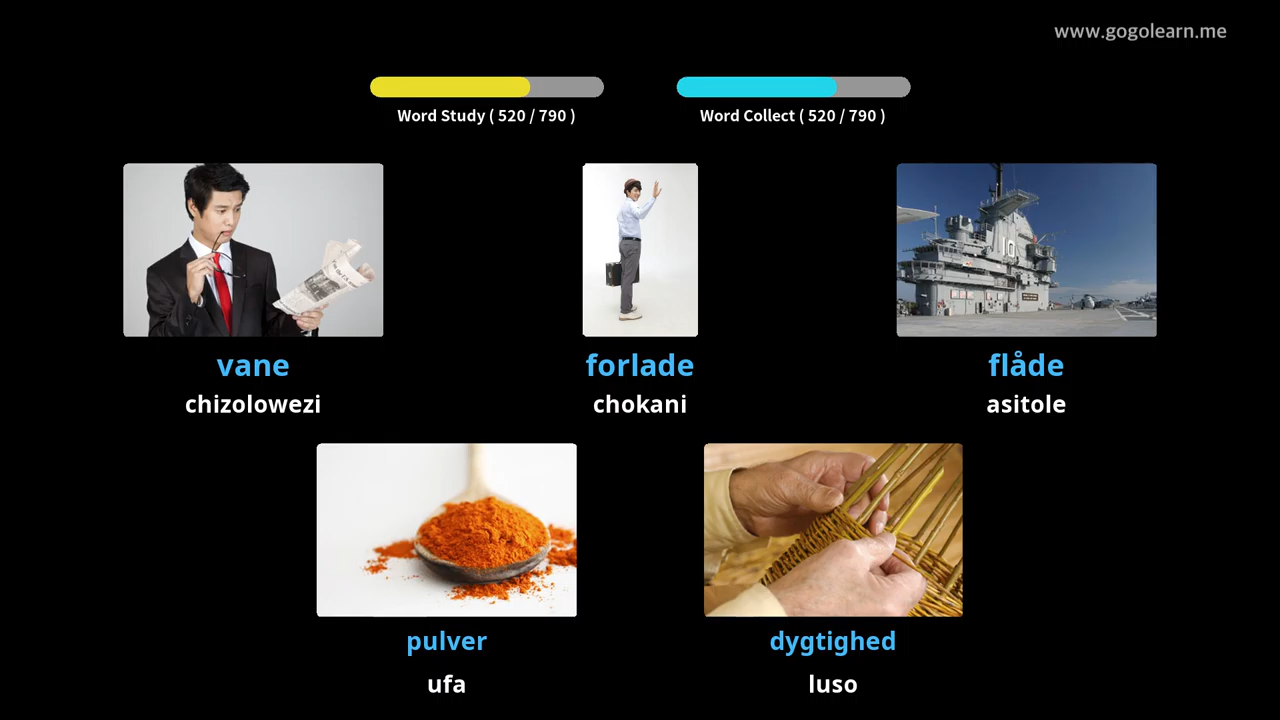 www.gogolearn.me
Word Study ( 520 / 790 )
Word Collect ( 520 / 790 )
vane
forlade
flåde
chizolowezi
chokani
asitole
pulver
dygtighed
ufa
luso